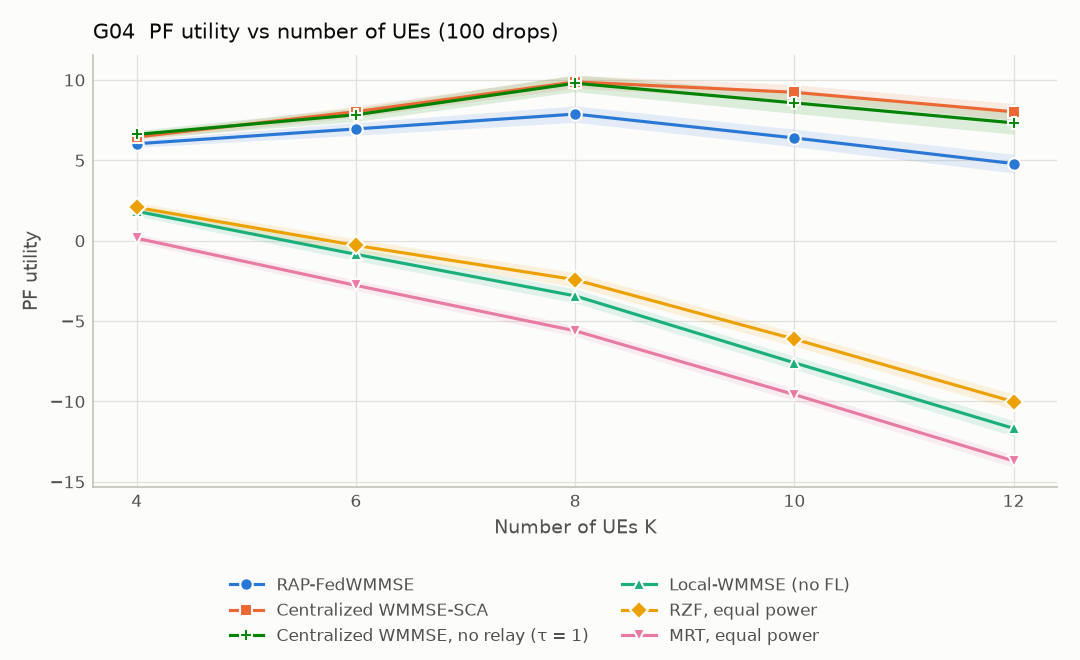 G04  PF utility vs number of UEs (100 drops)
PF utility
10
5
0
−5
−10
−15
4
6
8
10
12
Number of UEs K
RAP-FedWMMSE
Centralized WMMSE-SCA
Centralized WMMSE, no relay (τ = 1)
Local-WMMSE (no FL)
RZF, equal power
MRT, equal power